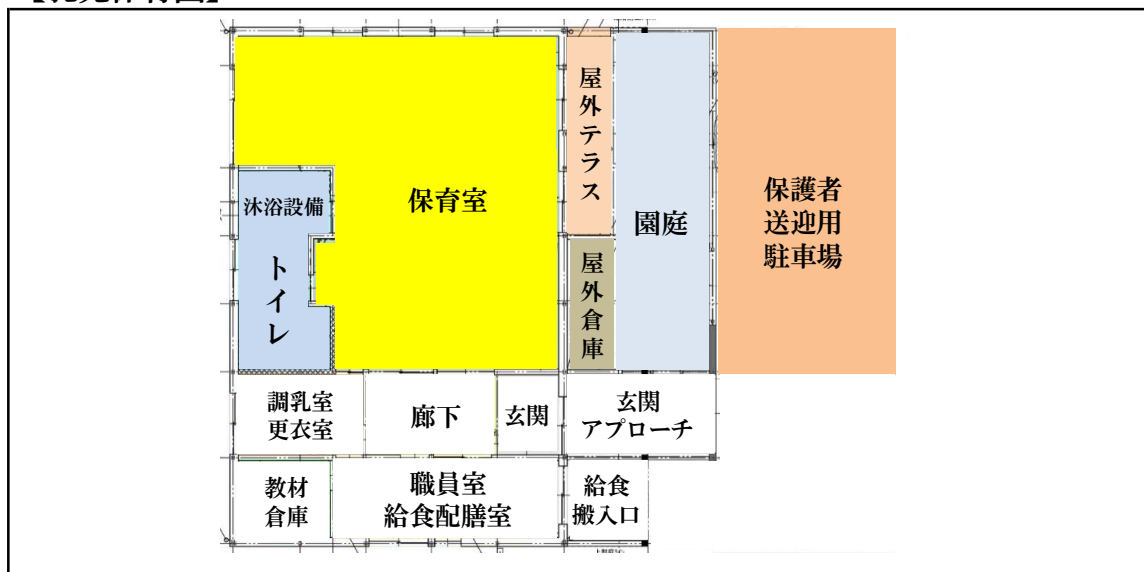 保育室
屋外テラス
園庭
保護者
送迎用
駐車場
沐浴設備
トイレ
屋外倉庫
調乳室
更衣室
廊下
玄関
玄関
アプローチ
教材
倉庫
職員室
給食配膳室
給食
搬入口